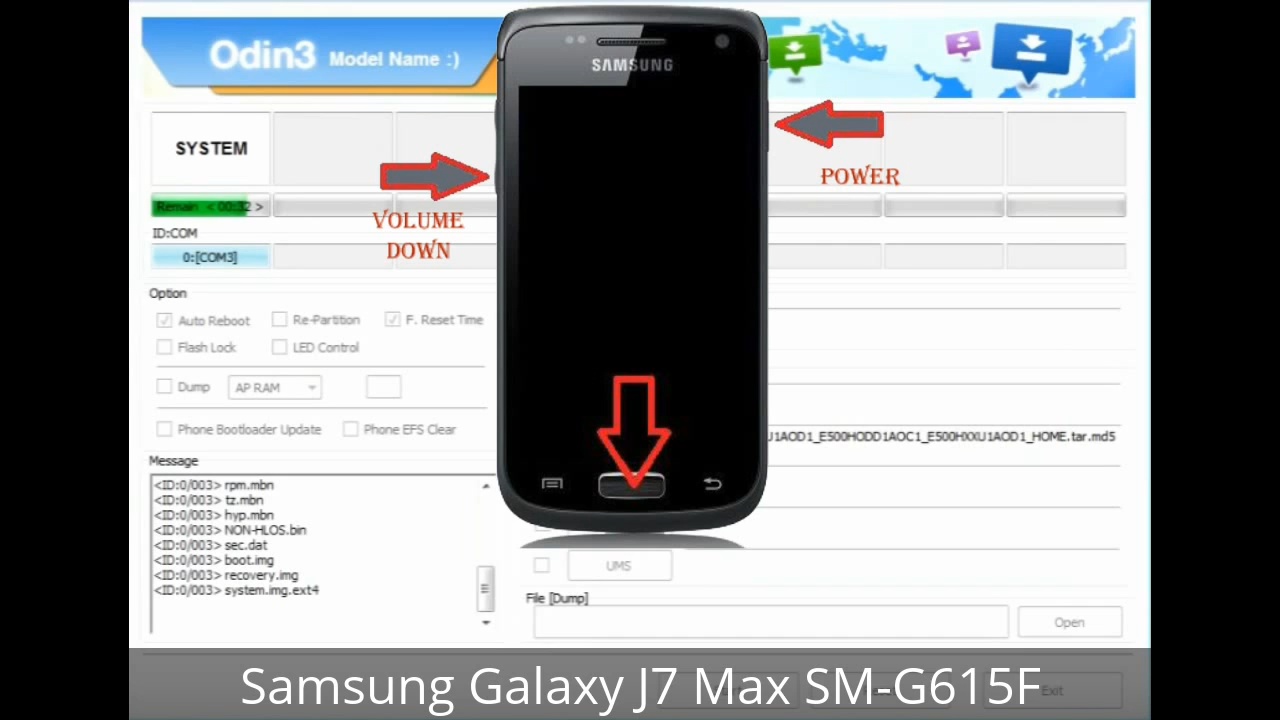 Odin3 Model Name :)
SAMSUNG
SYSTEM
POWER
Remain < 00:32 >
VOLUME
DOWN
ID:COM
0:[COM3]
Option
Auto Reboot
Re-Partition
F. Reset Time
Flash Lock
LED Control
Dump
AP RAM
Phone Bootloader Update
Phone EFS Clear
U1AOD1_E500HODD1AOC1_E500HXXU1AOD1_HOME.tar.md5
Message
<ID:0/003> rpm.mbn
<ID:0/003> tz.mbn
<ID:0/003> hyp.mbn
<ID:0/003> NON-HLOS.bin
<ID:0/003> sec.dat
<ID:0/003> boot.img
<ID:0/003> recovery.img
<ID:0/003> system.img.ext4
UMS
File [Dump]
Open
Samsung Galaxy J7 Max SM-G615F
Exit